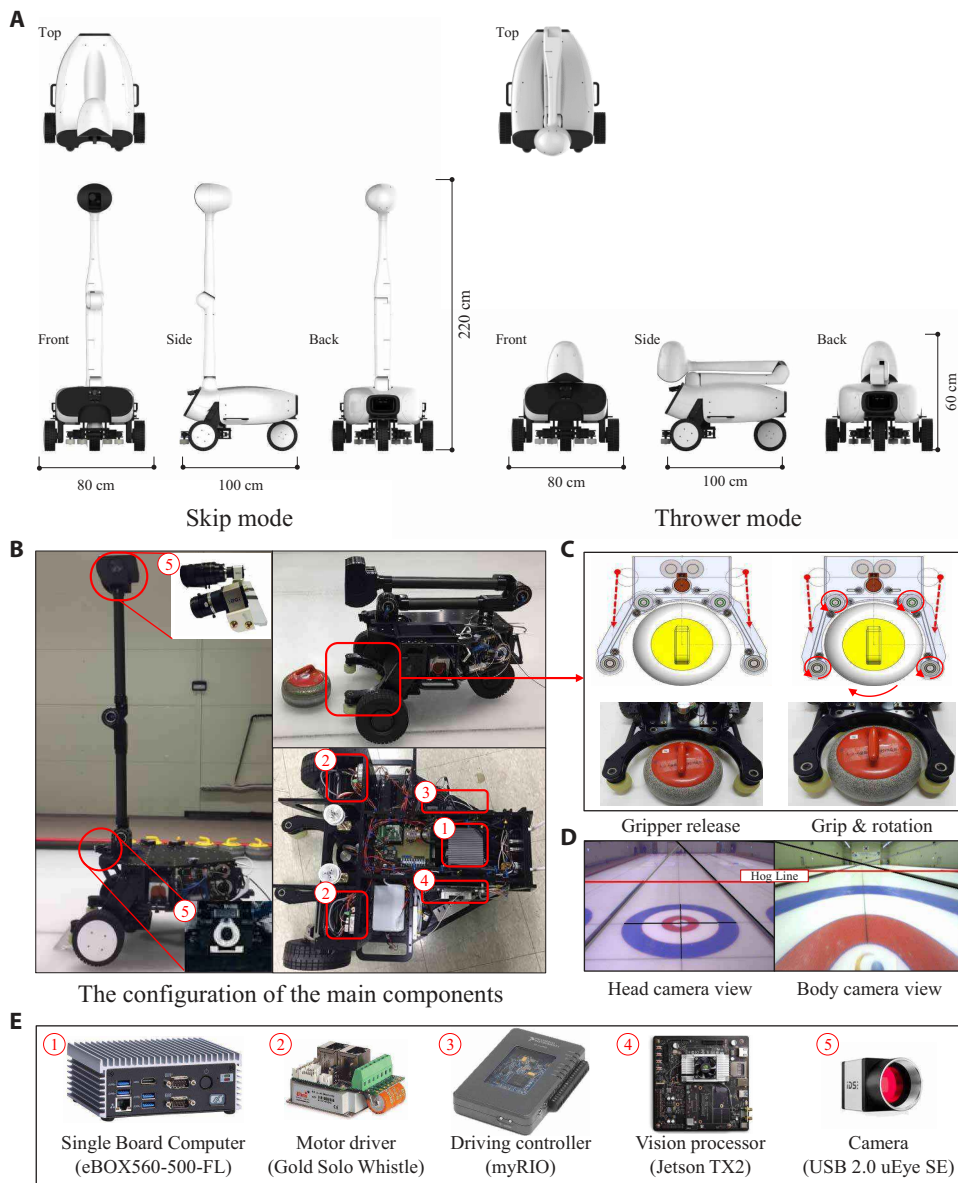 A
Top
Top
Front
Side
Back
220 cm
Front
Side
Back
60 cm
80 cm
100 cm
80 cm
100 cm
Skip mode
Thrower mode
B
5
5
2
3
1
4
2
The configuration of the main components
C
Gripper release
Grip & rotation
D
Hog Line
Head camera view
Body camera view
E
1
2
3
4
5
iDS
Single Board Computer
(eBOX560-500-FL)
Motor driver
(Gold Solo Whistle)
Driving controller
(myRIO)
Vision processor
(Jetson TX2)
Camera
(USB 2.0 uEye SE)